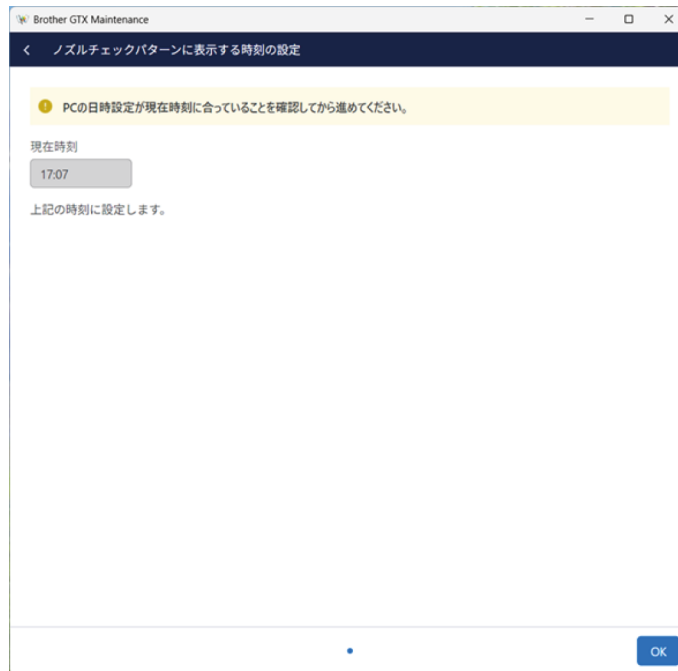 Brother GTX Maintenance
ノズルチェックパターンに表示する時刻の設定
PCの日時設定が現在時刻に合っていることを確認してから進めてください。
現在時刻
17:07
上記の時刻に設定します。
OK